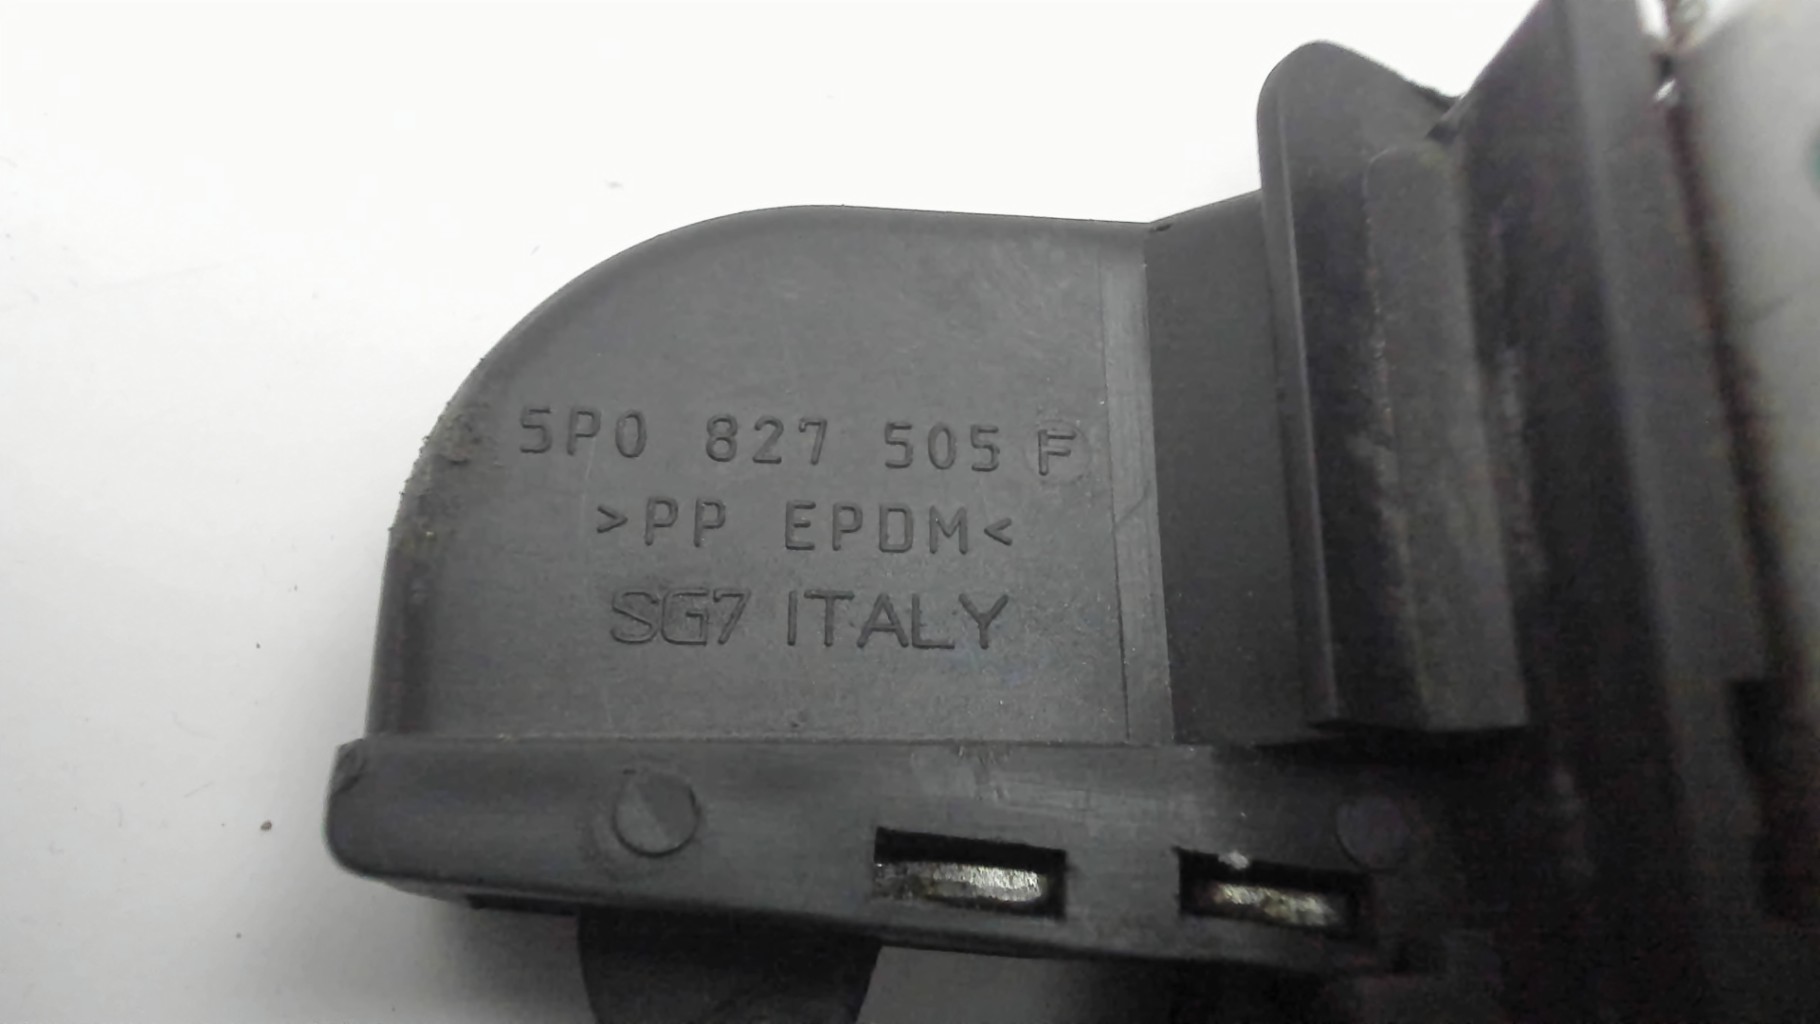 5P0 827 505 F
>PP EPDM<
SG7 ITALY